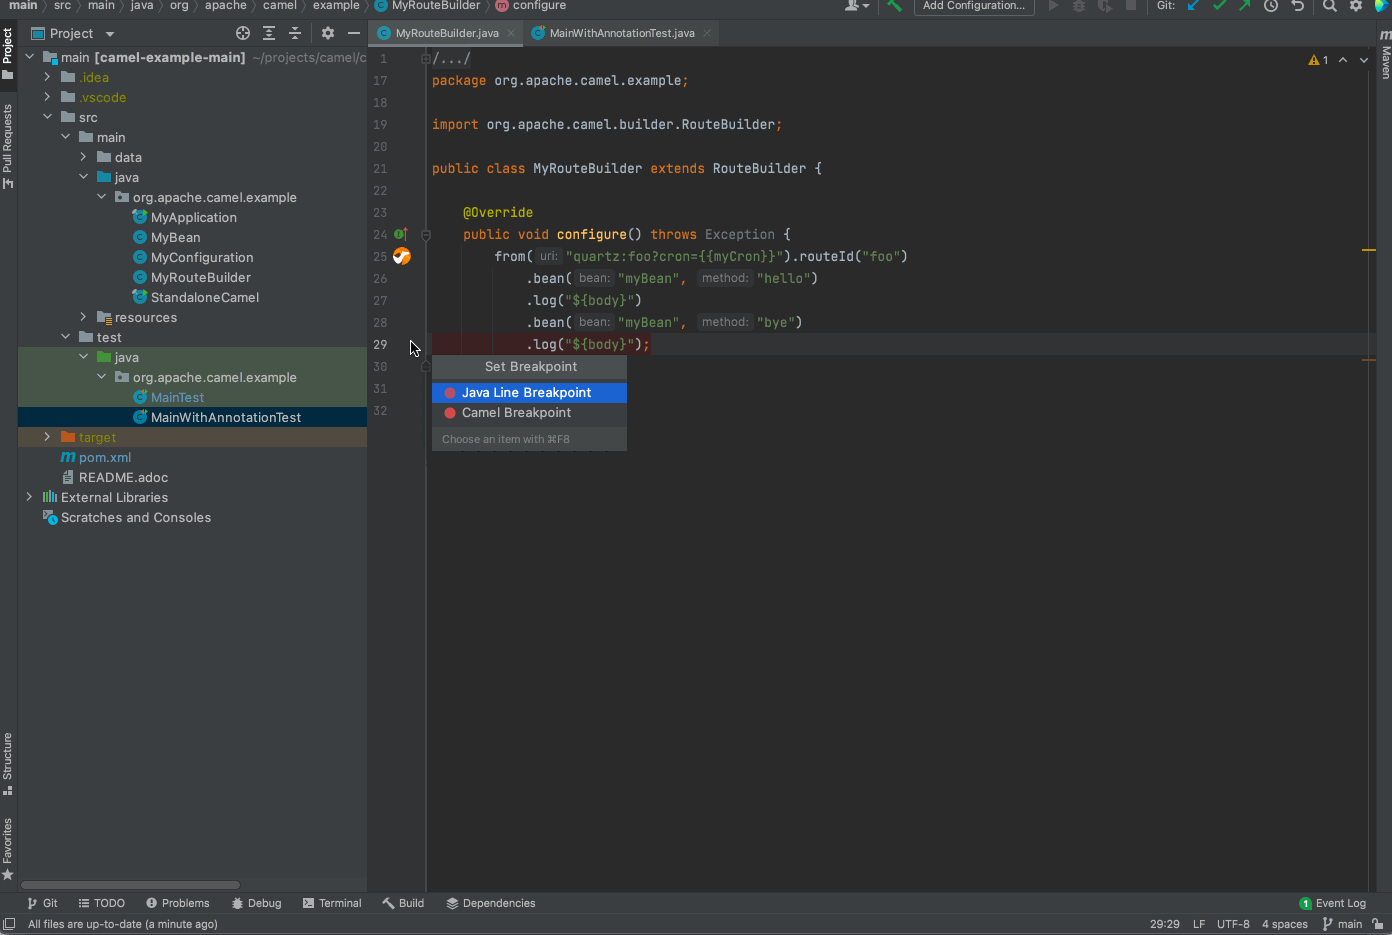 main src main java org apache camel example MyRouteBuilder configure
Add Configuration...
Git:
Project
MyRouteBuilder.java
MainWithAnnotationTest.java
Project
Pull Requests
Structure
Favorites
Maven
main [camel-example-main] ~/projects/camel/c
.idea
.vscode
src
main
data
java
org.apache.camel.example
MyApplication
MyBean
MyConfiguration
MyRouteBuilder
StandaloneCamel
resources
test
java
org.apache.camel.example
MainTest
MainWithAnnotationTest
target
pom.xml
README.adoc
External Libraries
Scratches and Consoles
1 /.../
1
17 package org.apache.camel.example;
18
19 import org.apache.camel.builder.RouteBuilder;
20
21 public class MyRouteBuilder extends RouteBuilder {
22
23 @Override
24 public void configure() throws Exception {
25 from( uri: "quartz:foo?cron={{myCron}}").routeId("foo")
26 .bean( bean: "myBean", method: "hello")
27 .log("${body}")
28 .bean( bean: "myBean", method: "bye")
29 .log("${body}");
30
31
32
Set Breakpoint
Java Line Breakpoint
Camel Breakpoint
Choose an item with ⌘F8
Git TODO Problems Debug Terminal Build Dependencies
1 Event Log
All files are up-to-date (a minute ago)
29:29 LF UTF-8 4 spaces main